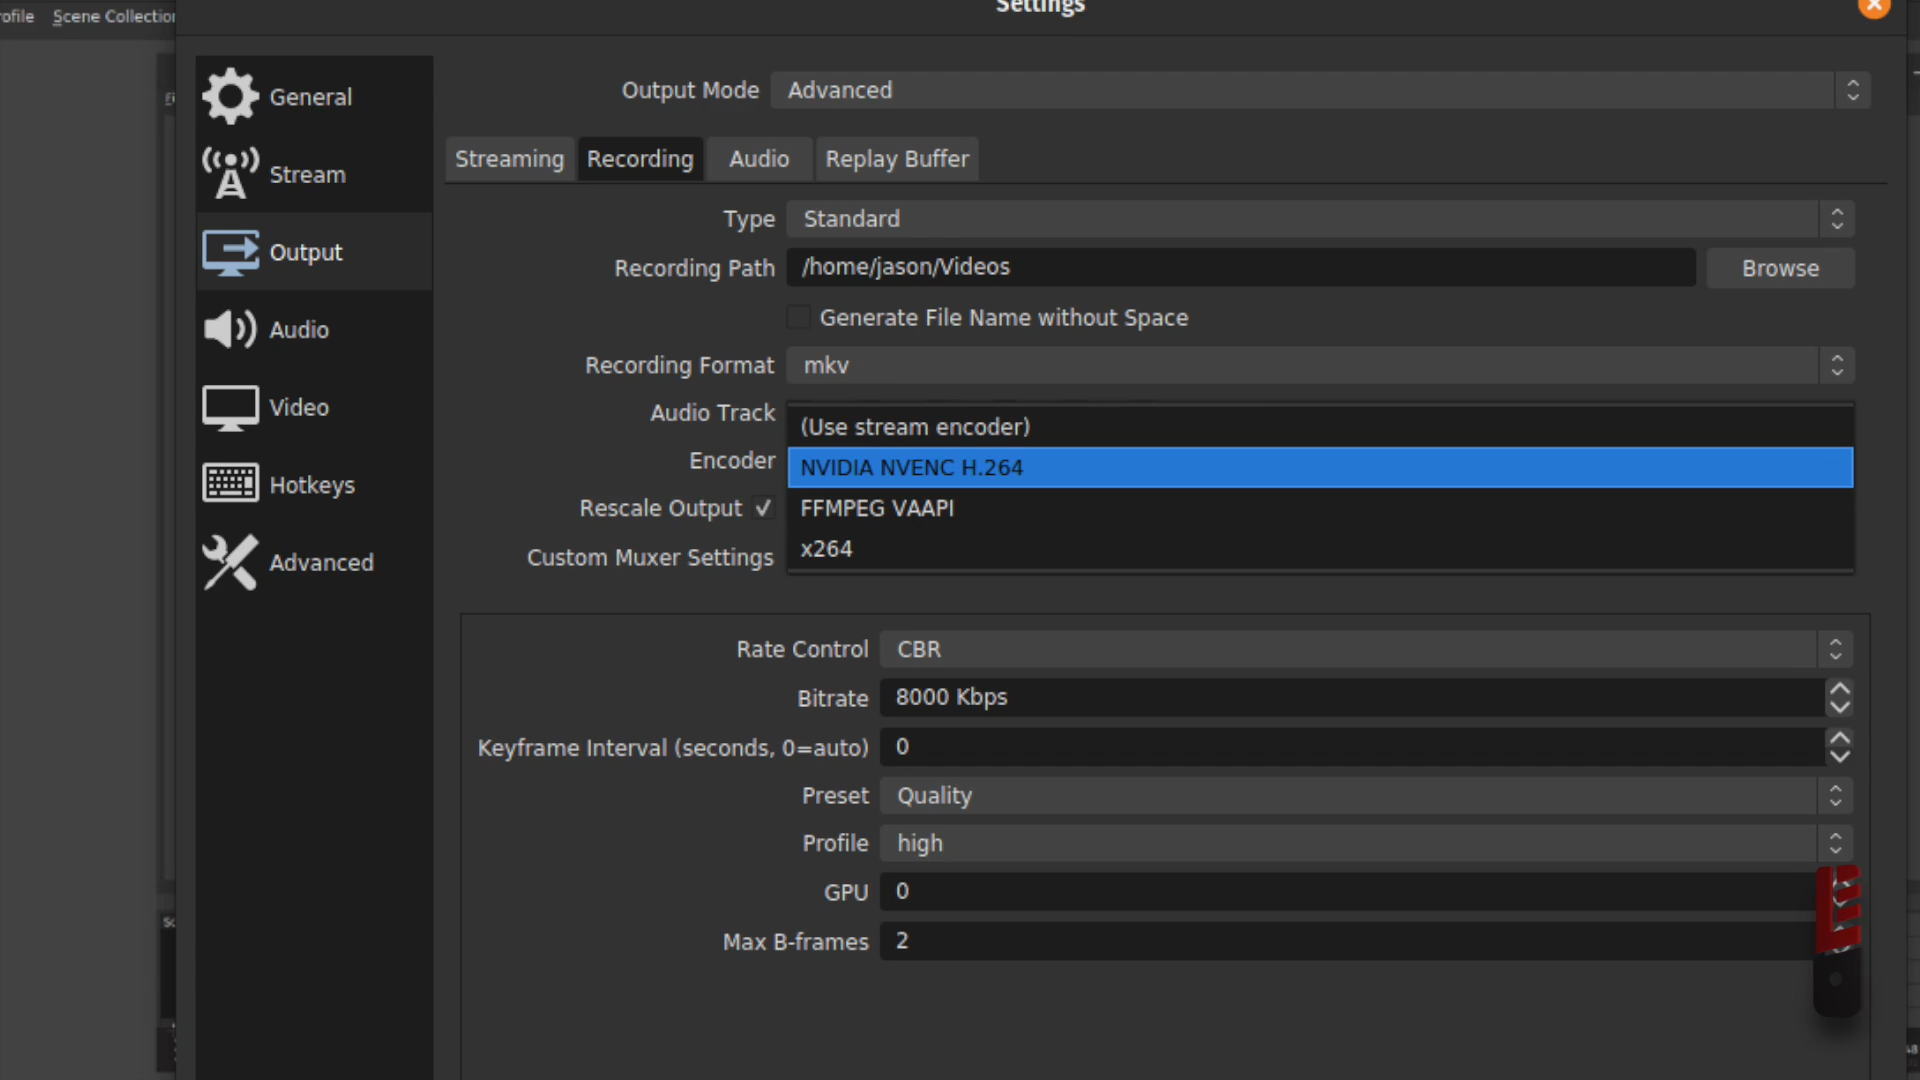 Settings
Scene Collection
General
Stream
Output
Audio
Video
Hotkeys
Advanced
Output Mode Advanced
Streaming Recording Audio Replay Buffer
Type Standard
Recording Path /home/jason/Videos Browse
Generate File Name without Space
Recording Format mkv
Audio Track
(Use stream encoder)
Encoder NVIDIA NVENC H.264
Rescale Output FFMPEG VAAPI
x264
Custom Muxer Settings
Rate Control CBR
Bitrate 8000 Kbps
Keyframe Interval (seconds, 0=auto) 0
Preset Quality
Profile high
GPU 0
Max B-frames 2